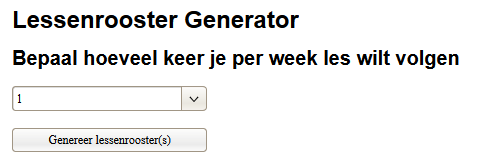 Lessenrooster Generator
Bepaal hoeveel keer je per week les wilt volgen
1
Genereer lessenrooster(s)